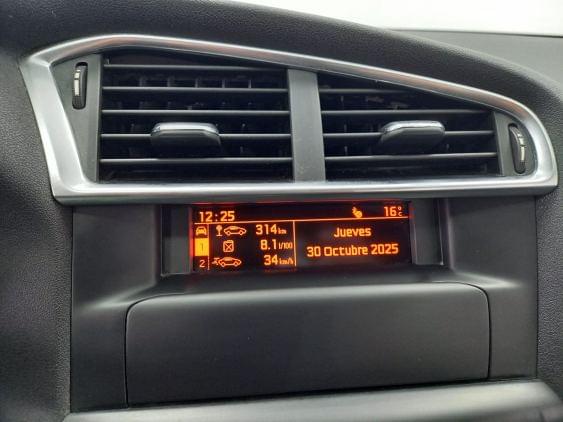 12:25 16°C
314 km
1 8.1 l/100
2 34 km/h
Jueves
30 Octubre 2025